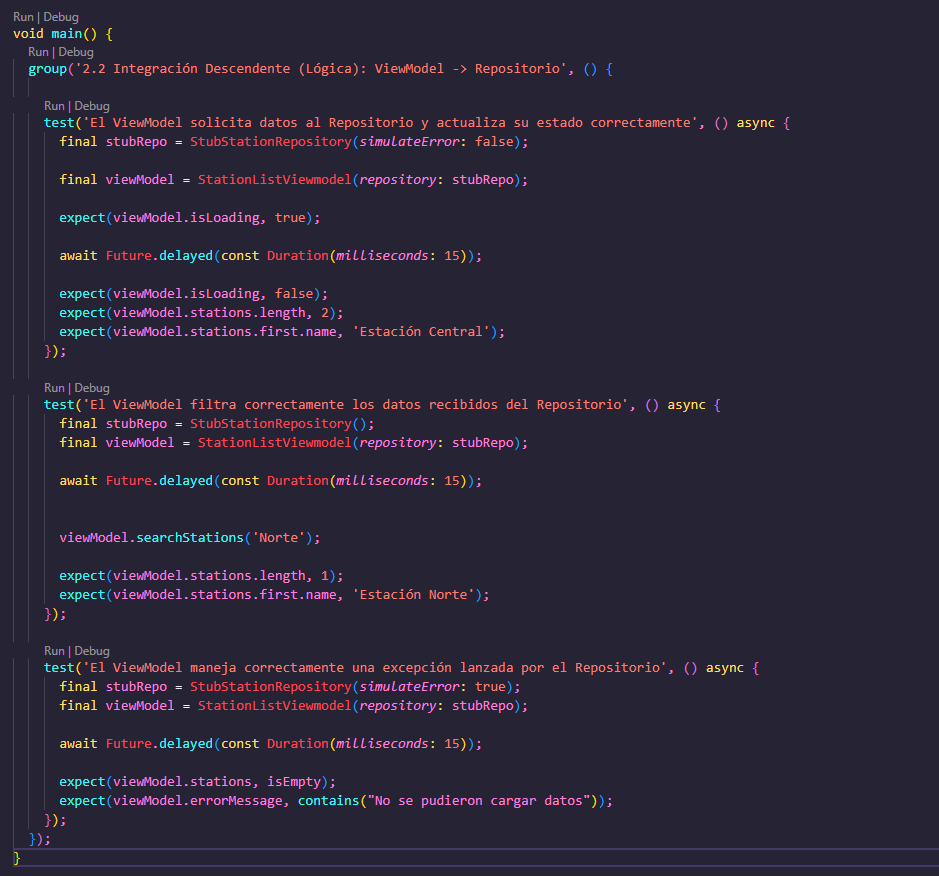 Run | Debug
void main() {
Run | Debug
group('2.2 Integración Descendente (Lógica): ViewModel -> Repositorio', () {
Run | Debug
test('El ViewModel solicita datos al Repositorio y actualiza su estado correctamente', () async {
final stubRepo = StubStationRepository(simulateError: false);
final viewModel = StationListViewmodel(repository: stubRepo);
expect(viewModel.isLoading, true);
await Future.delayed(const Duration(milliseconds: 15));
expect(viewModel.isLoading, false);
expect(viewModel.stations.length, 2);
expect(viewModel.stations.first.name, 'Estación Central');
});
Run | Debug
test('El ViewModel filtra correctamente los datos recibidos del Repositorio', () async {
final stubRepo = StubStationRepository();
final viewModel = StationListViewmodel(repository: stubRepo);
await Future.delayed(const Duration(milliseconds: 15));
viewModel.searchStations('Norte');
expect(viewModel.stations.length, 1);
expect(viewModel.stations.first.name, 'Estación Norte');
});
Run | Debug
test('El ViewModel maneja correctamente una excepción lanzada por el Repositorio', () async {
final stubRepo = StubStationRepository(simulateError: true);
final viewModel = StationListViewmodel(repository: stubRepo);
await Future.delayed(const Duration(milliseconds: 15));
expect(viewModel.stations, isEmpty);
expect(viewModel.errorMessage, contains("No se pudieron cargar datos"));
});
});
}